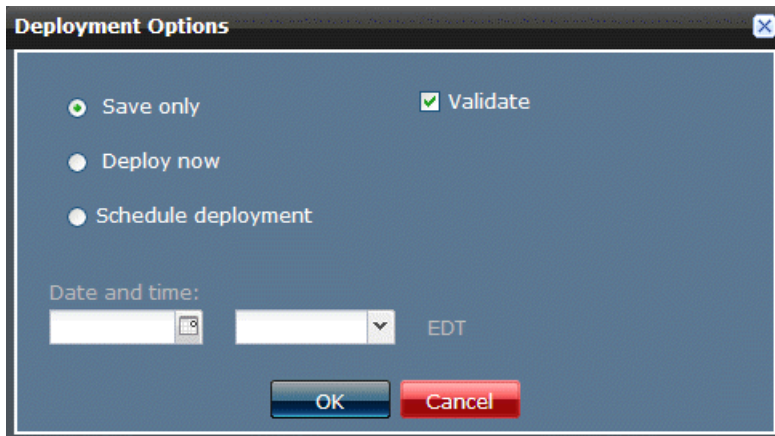 Deployment Options
Save only
Validate
Deploy now
Schedule deployment
Date and time:
EDT
OK
Cancel